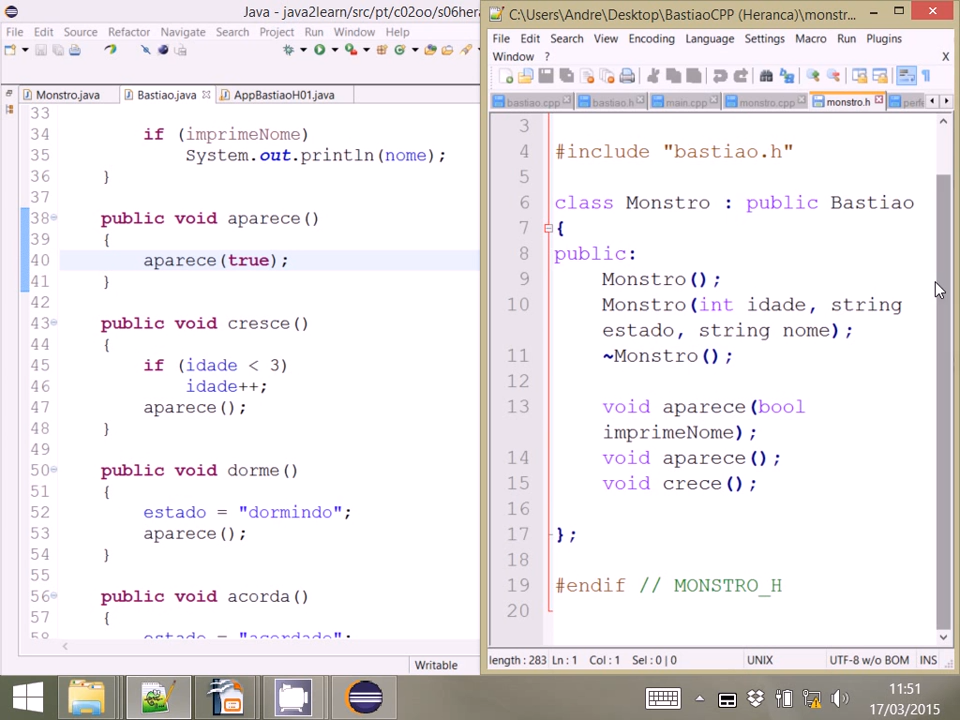 Java - java2learn/src/pt/c02oo/s06hera
File Edit Source Refactor Navigate Search Project Run Window Help
Monstro.java
Bastiao.java
AppBastiaoH01.java
33
34 if (imprimeNome)
35 System.out.println(nome);
36 }
37
38 public void aparece()
39 {
40 aparece(true);
41 }
42
43 public void cresce()
44 {
45 if (idade < 3)
46 idade++;
47 aparece();
48 }
49
50 public void dorme()
51 {
52 estado = "dormindo";
53 aparece();
54 }
55
56 public void acorda()
57 {
58 estado = "acordado";
Writable
C:\Users\Andre\Desktop\BastiaoCPP (Heranca)\monstr...
File Edit Search View Encoding Language Settings Macro Run Plugins
Window ? X
bastiao.cpp bastiao.h main.cpp monstro.cpp monstro.h
3
4 #include "bastiao.h"
5
6 class Monstro : public Bastiao
7 {
8 public:
9 Monstro();
10 Monstro(int idade, string
estado, string nome);
11 ~Monstro();
12
13 void aparece(bool
imprimeNome);
14 void aparece();
15 void crece();
16
17 };
18
19 #endif // MONSTRO_H
20
length : 283 Ln : 1 Col : 1 Sel : 0 | 0 UNIX UTF-8 w/o BOM INS
11:51
17/03/2015